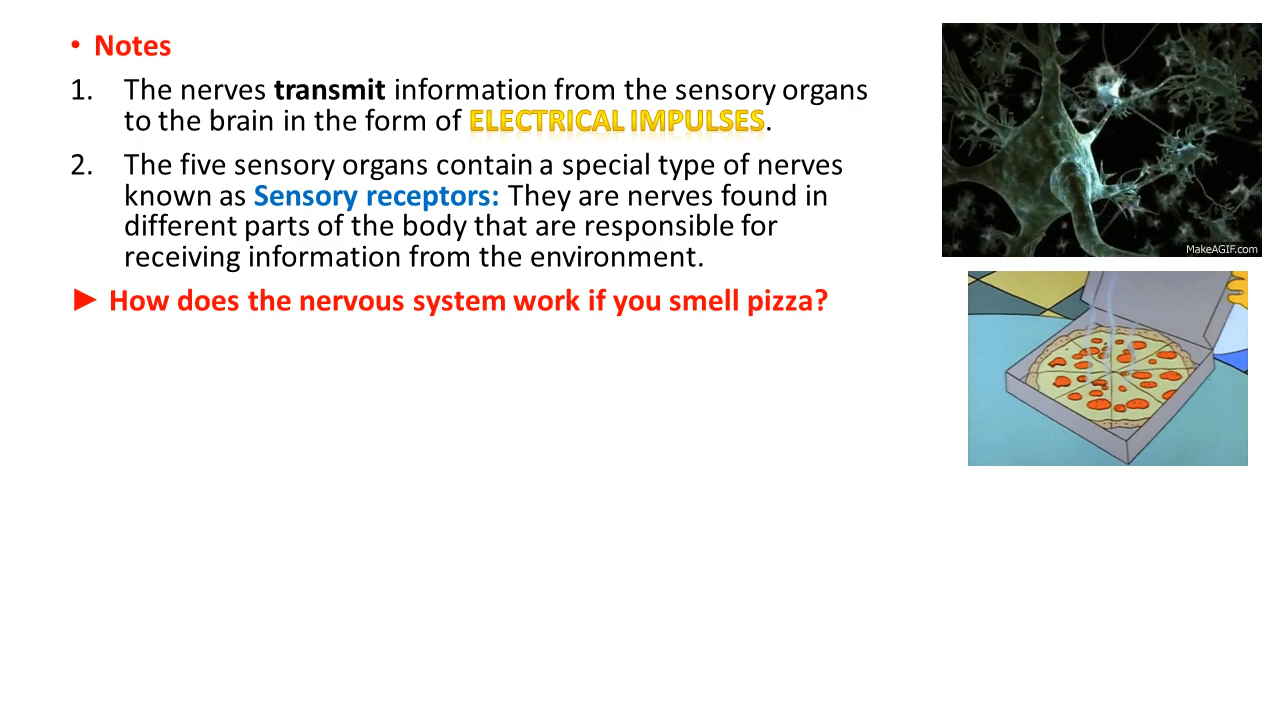 • Notes
1. The nerves transmit information from the sensory organs
to the brain in the form of ELECTRICAL IMPULSES.
2. The five sensory organs contain a special type of nerves
known as Sensory receptors: They are nerves found in
different parts of the body that are responsible for
receiving information from the environment.
► How does the nervous system work if you smell pizza?
MakeAGIF.com